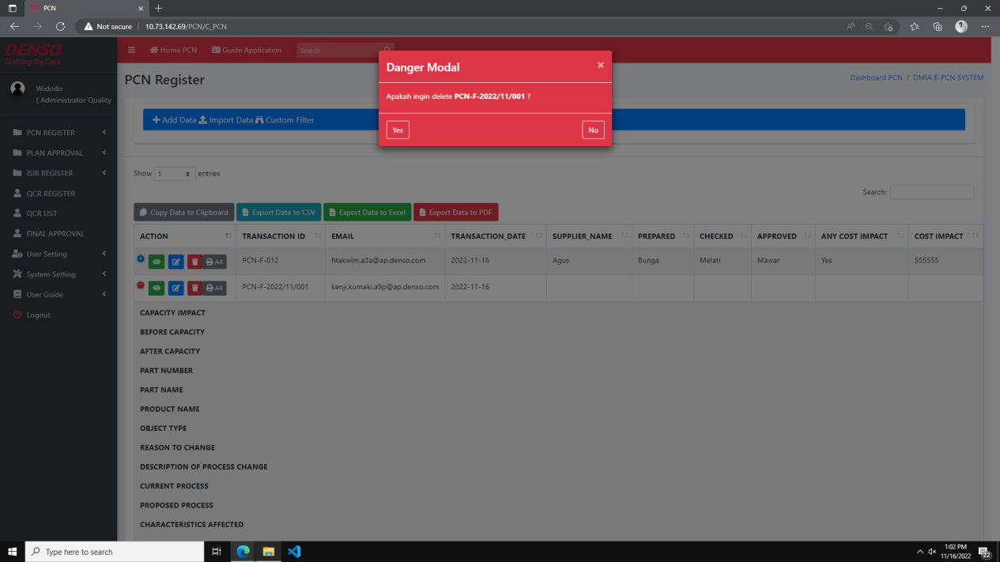 PCN
Not secure
10.73.142.69/PCN/C_PCN
DENSO
Crafting the Core
Home PCN
Guide Application
Search
Widodo
( Administrator Quality
PCN REGISTER
PLAN APPROVAL
ISIR REGISTER
QCR REGISTER
QCR LIST
FINAL APPROVAL
User Setting
System Setting
User Guide
Logout
PCN Register
Dashboard PCN / DMIA E-PCN SYSTEM
Danger Modal ×
Apakah ingin delete PCN-F-2022/11/001 ?
Yes No
Add Data Import Data Custom Filter
Show 5 entries
Search:
Copy Data to Clipboard Export Data to CSV Export Data to Excel Export Data to PDF
ACTION TRANSACTION ID EMAIL TRANSACTION_DATE SUPPLIER_NAME PREPARED CHECKED APPROVED ANY COST IMPACT COST IMPACT
A4 PCN-F-012 fitakwim.a3a@ap.denso.com 2022-11-16 Agus Bunga Melati Mawar Yes 555555
A4 PCN-F-2022/11/001 kenji.kumaki.a9p@ap.denso.com 2022-11-16
CAPACITY IMPACT
BEFORE CAPACITY
AFTER CAPACITY
PART NUMBER
PART NAME
PRODUCT NAME
OBJECT TYPE
REASON TO CHANGE
DESCRIPTION OF PROCESS CHANGE
CURRENT PROCESS
PROPOSED PROCESS
CHARACTERISTICS AFFECTED
Type here to search
1:02 PM
11/16/2022
22